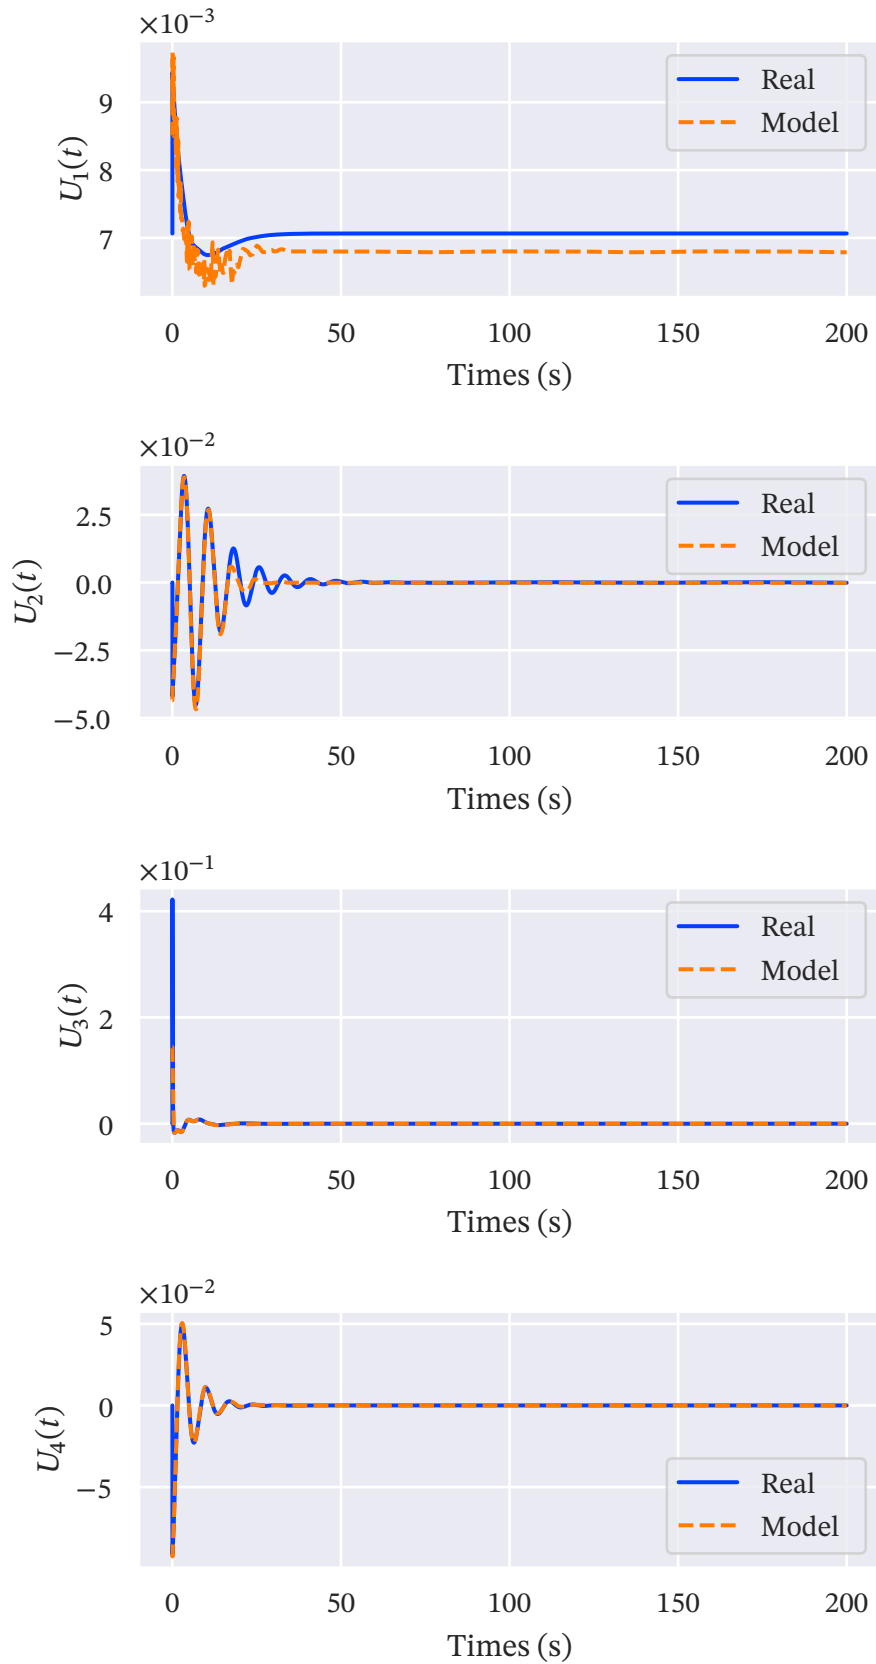 ×10⁻³
U₁(t)
9
8
7
Real
Model
0 50 100 150 200
Times (s)
×10⁻²
U₂(t)
2.5
0.0
−2.5
−5.0
Real
Model
0 50 100 150 200
Times (s)
×10⁻¹
U₃(t)
4
2
0
Real
Model
0 50 100 150 200
Times (s)
×10⁻²
U₄(t)
5
0
−5
Real
Model
0 50 100 150 200
Times (s)